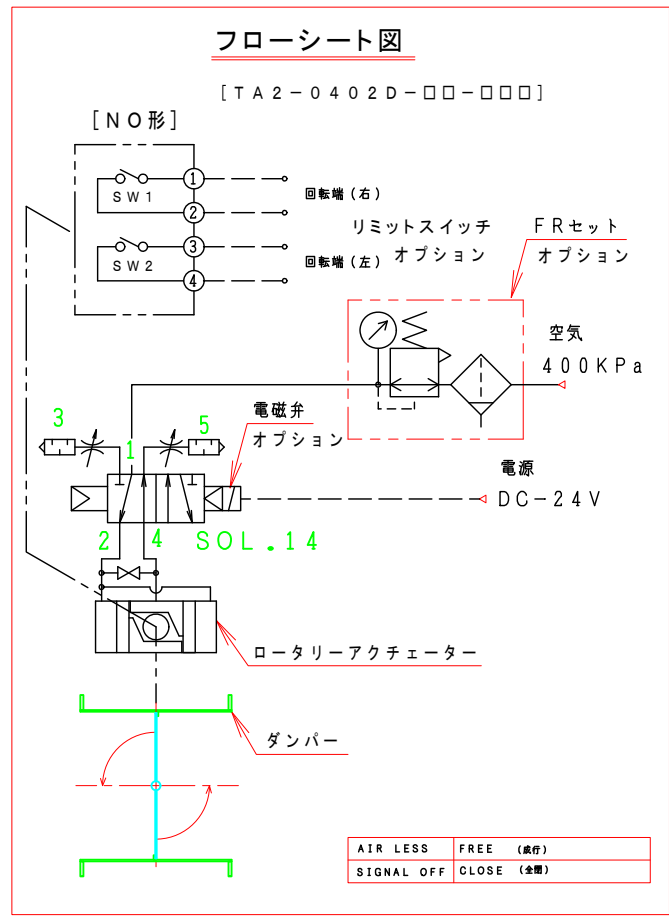 フローシート図
[TA2-0402D-□□-□□□]
[NO形]
SW1
1
2
回転端(右)
SW2
3
4
回転端(左)
リミットスイッチ
オプション
FRセット
オプション
空気
400KPa
3
1
5
電磁弁
オプション
電源
DC-24V
2
4
SOL.14
ロータリーアクチェーター
ダンパー
AIR LESS FREE (成行)
SIGNAL OFF CLOSE (全閉)